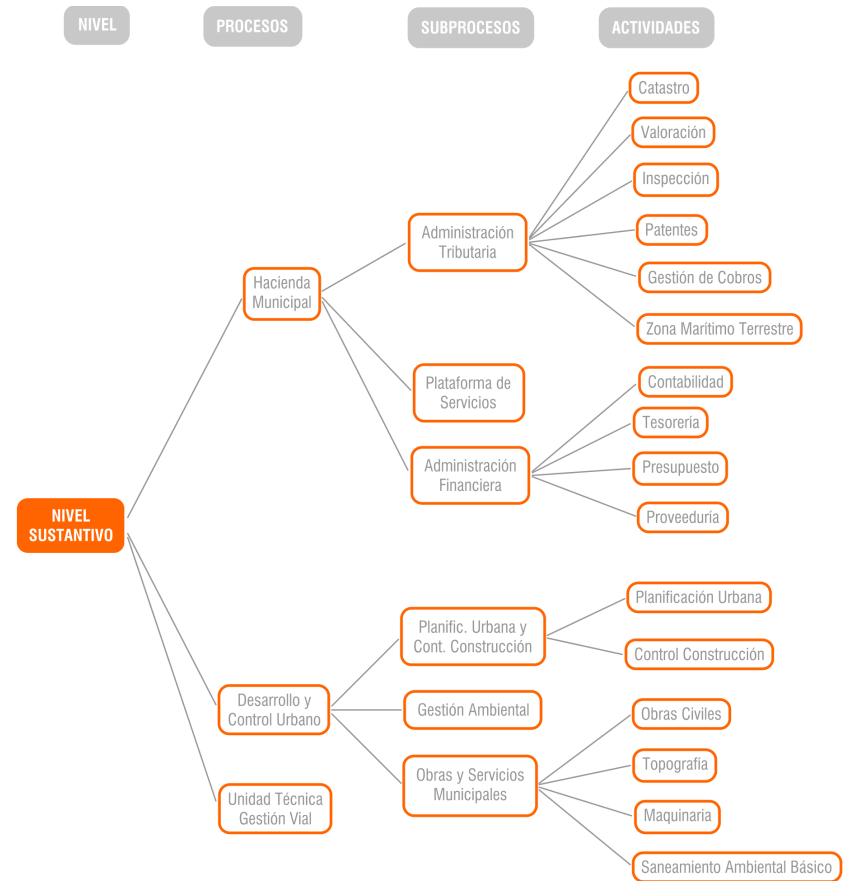 NIVEL
PROCESOS
SUBPROCESOS
ACTIVIDADES
Catastro
Valoración
Inspección
Administración
Tributaria
Patentes
Gestión de Cobros
Hacienda
Municipal
Zona Marítimo Terrestre
Plataforma de
Servicios
Contabilidad
Tesorería
Administración
Financiera
Presupuesto
Proveeduría
NIVEL
SUSTANTIVO
Planificación Urbana
Planific. Urbana y
Cont. Construcción
Control Construcción
Desarrollo y
Control Urbano
Gestión Ambiental
Obras Civiles
Topografía
Obras y Servicios
Municipales
Unidad Técnica
Gestión Vial
Maquinaria
Saneamiento Ambiental Básico